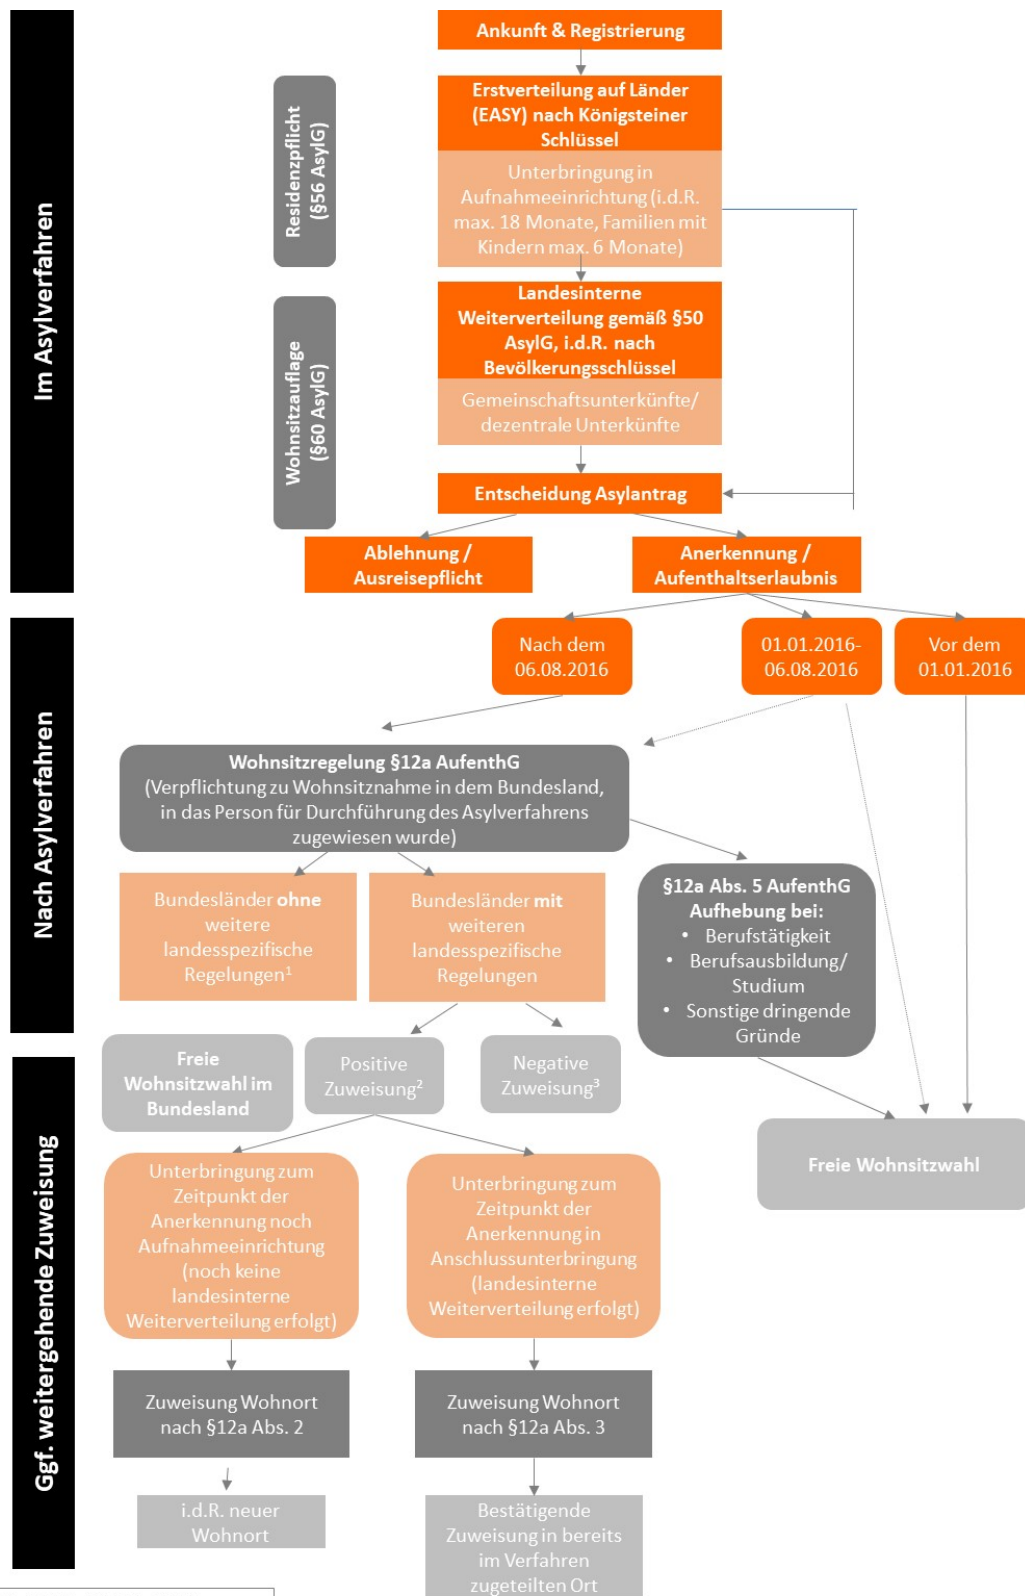 Im Asylverfahren
Ankunft & Registrierung
Residenzpflicht
(§56 AsylG)
Erstverteilung auf Länder
(EASY) nach Königsteiner
Schlüssel
Unterbringung in
Aufnahmeeinrichtung (i.d.R.
max. 18 Monate, Familien mit
Kindern max. 6 Monate)
Wohnsitzauflage
(§60 AsylG)
Landesinterne
Weiterverteilung gemäß §50
AsylG, i.d.R. nach
Bevölkerungsschlüssel
Gemeinschaftsunterkünfte/
dezentrale Unterkünfte
Entscheidung Asylantrag
Ablehnung /
Ausreisepflicht
Anerkennung /
Aufenthaltserlaubnis
Nach Asylverfahren
Nach dem
06.08.2016
01.01.2016-
06.08.2016
Vor dem
01.01.2016
Wohnsitzregelung §12a AufenthG
(Verpflichtung zu Wohnsitznahme in dem Bundesland,
in das Person für Durchführung des Asylverfahrens
zugewiesen wurde)
Bundesländer ohne
weitere
landesspezifische
Regelungen¹
Bundesländer mit
weiteren
landesspezifische
Regelungen
§12a Abs. 5 AufenthG
Aufhebung bei:
• Berufstätigkeit
• Berufsausbildung/
Studium
• Sonstige dringende
Gründe
Ggf. weitergehende Zuweisung
Freie
Wohnsitzwahl im
Bundesland
Positive
Zuweisung²
Negative
Zuweisung³
Freie Wohnsitzwahl
Unterbringung zum
Zeitpunkt der
Anerkennung noch
Aufnahmeeinrichtung
(noch keine
landesinterne
Weiterverteilung erfolgt)
Unterbringung zum
Zeitpunkt der
Anerkennung in
Anschlussunterbringung
(landesinterne
Weiterverteilung erfolgt)
Zuweisung Wohnort
nach §12a Abs. 2
Zuweisung Wohnort
nach §12a Abs. 3
i.d.R. neuer
Wohnort
Bestätigende
Zuweisung in bereits
im Verfahren
zugeteilten Ort